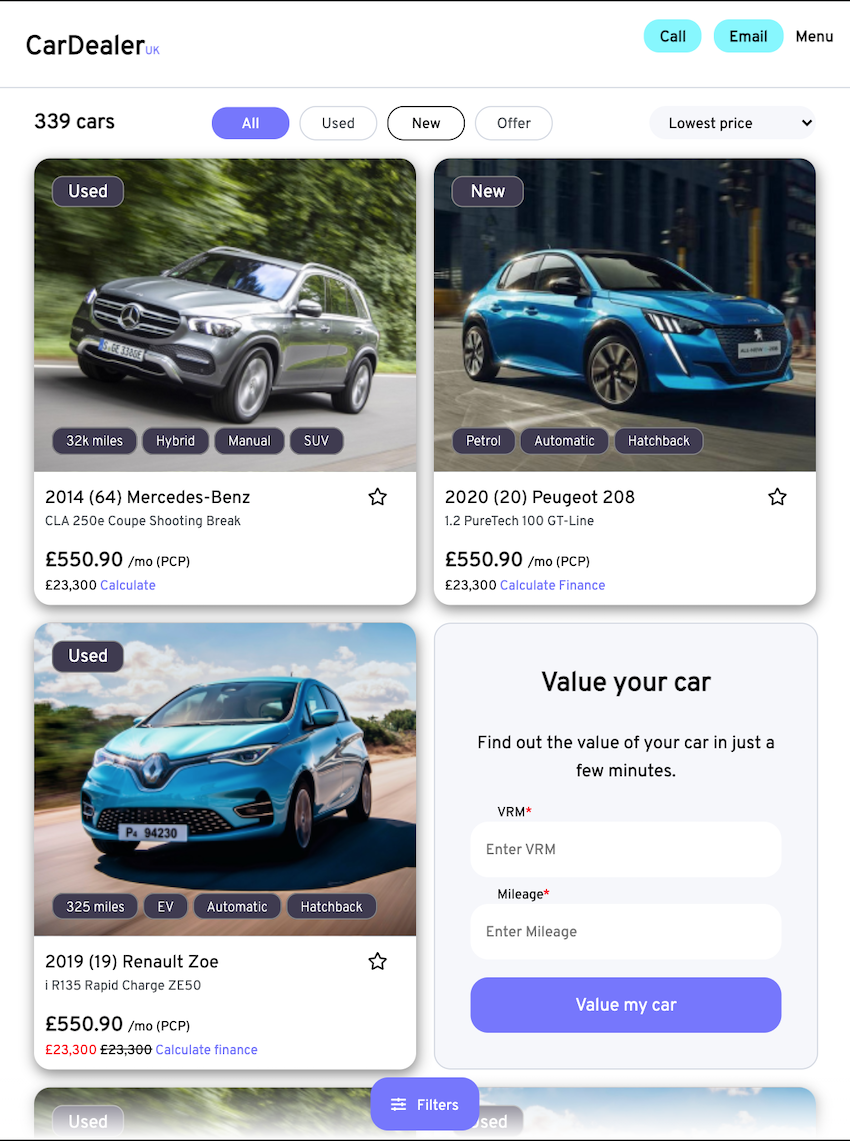 CarDealer UK
Call
Email
Menu
339 cars
All
Used
New
Offer
Lowest price
Used
S·GE 330GE
32k miles
Hybrid
Manual
SUV
2014 (64) Mercedes-Benz
CLA 250e Coupe Shooting Break
£550.90 /mo (PCP)
£23,300 Calculate
New
Petrol
Automatic
Hatchback
2020 (20) Peugeot 208
1.2 PureTech 100 GT-Line
£550.90 /mo (PCP)
£23,300 Calculate Finance
Used
94230
325 miles
EV
Automatic
Hatchback
2019 (19) Renault Zoe
i R135 Rapid Charge ZE50
£550.90 /mo (PCP)
£23,300 £23,300 Calculate finance
Value your car
Find out the value of your car in just a
few minutes.
VRM*
Enter VRM
Mileage*
Enter Mileage
Value my car
Used
Filters